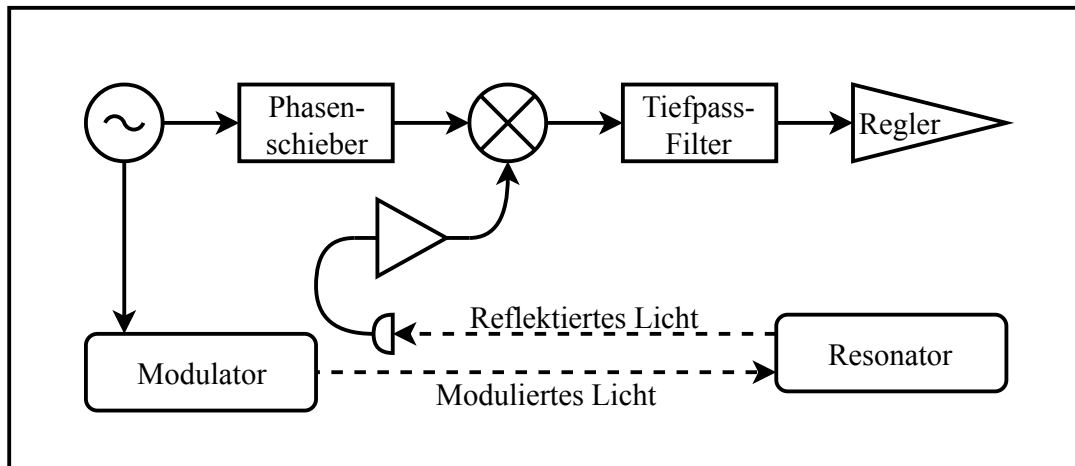 Phasen-
schieber
Tiefpass-
Filter
Regler
Reflektiertes Licht
Modulator
Moduliertes Licht
Resonator